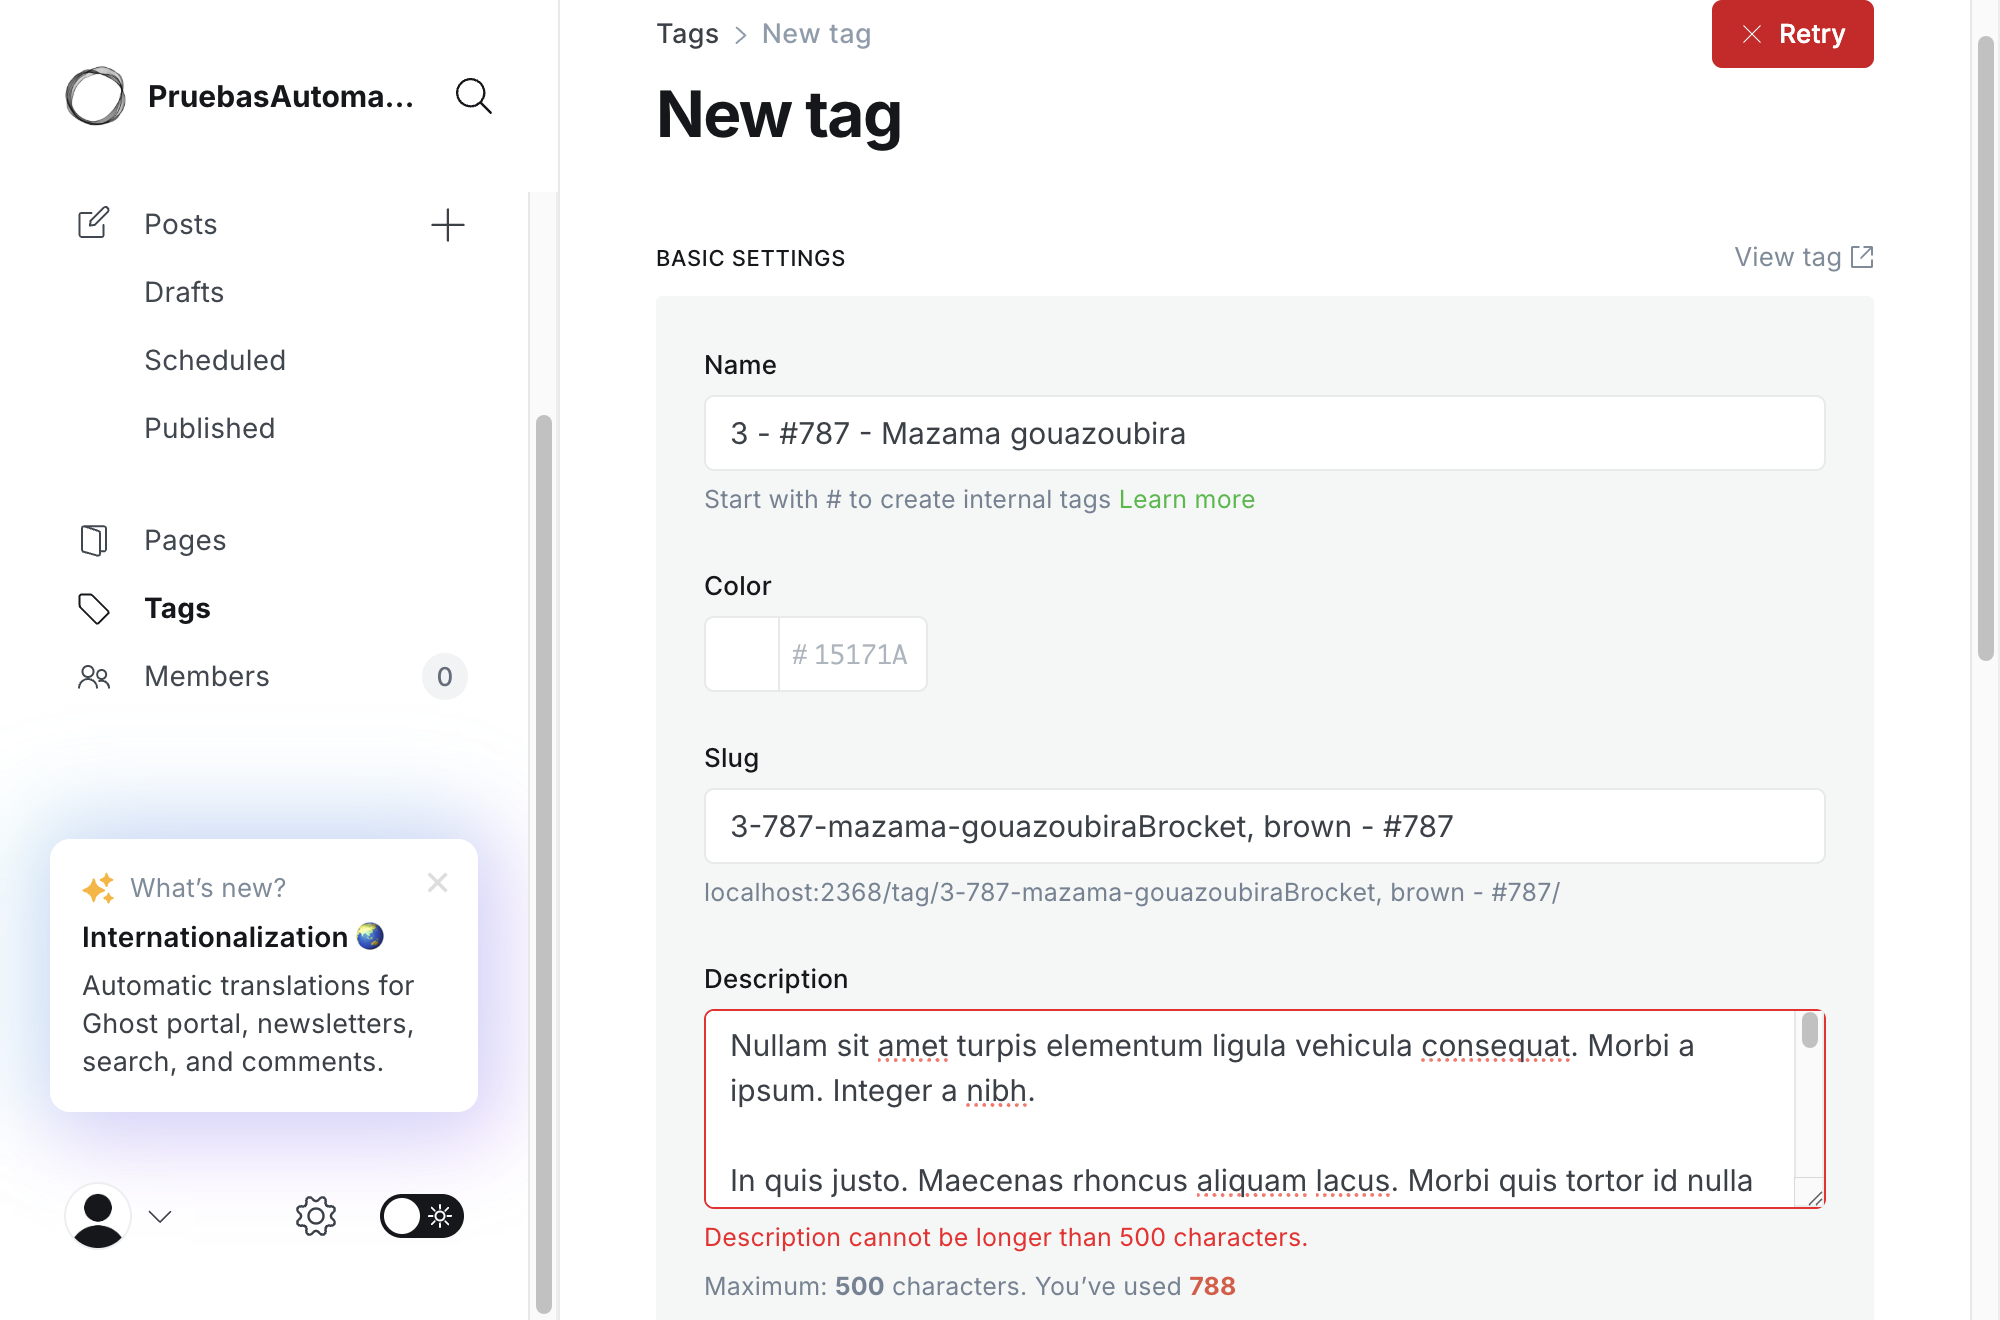 PruebasAutoma...
Posts
Drafts
Scheduled
Published
Pages
Tags
Members
0
What's new?
Internationalization
Automatic translations for
Ghost portal, newsletters,
search, and comments.
Tags > New tag
Retry
New tag
BASIC SETTINGS
View tag
Name
3 - #787 - Mazama gouazoubira
Start with # to create internal tags Learn more
Color
# 15171A
Slug
3-787-mazama-gouazoubiraBrocket, brown - #787
localhost:2368/tag/3-787-mazama-gouazoubiraBrocket, brown - #787/
Description
Nullam sit amet turpis elementum ligula vehicula consequat. Morbi a
ipsum. Integer a nibh.
In quis justo. Maecenas rhoncus aliquam lacus. Morbi quis tortor id nulla
Description cannot be longer than 500 characters.
Maximum: 500 characters. You've used 788